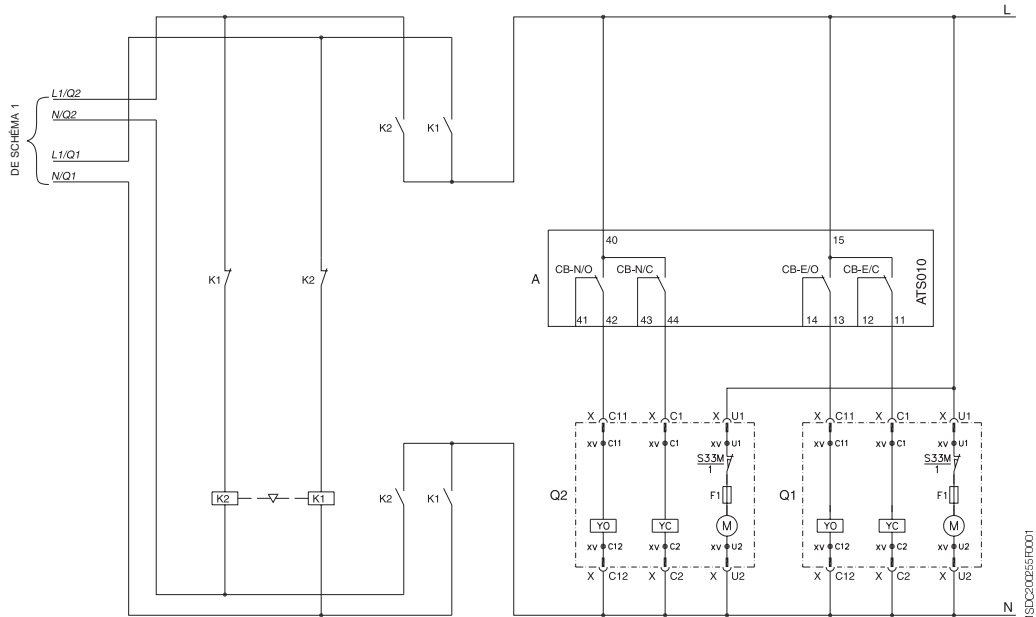 L
L1/Q2
N/Q2
L1/Q1
N/Q1
DE SCHÉMA 1
K2
K1
K1
K2
A
40
15
CB-N/O
CB-N/C
CB-E/O
CB-E/C
ATS010
41
42
43
44
14
13
12
11
X
C11
X
C1
X
U1
X
C11
X
C1
X
U1
xv
C11
xv
C1
xv
U1
xv
C11
xv
C1
xv
U1
S33M
1
S33M
1
Q2
F1
Q1
F1
K2
K1
K2
K1
YO
YC
M
YO
YC
M
xv
C12
xv
C2
xv
U2
xv
C12
xv
C2
xv
U2
X
C12
X
C2
X
U2
X
C12
X
C2
X
U2
N
1SDC200255F0001